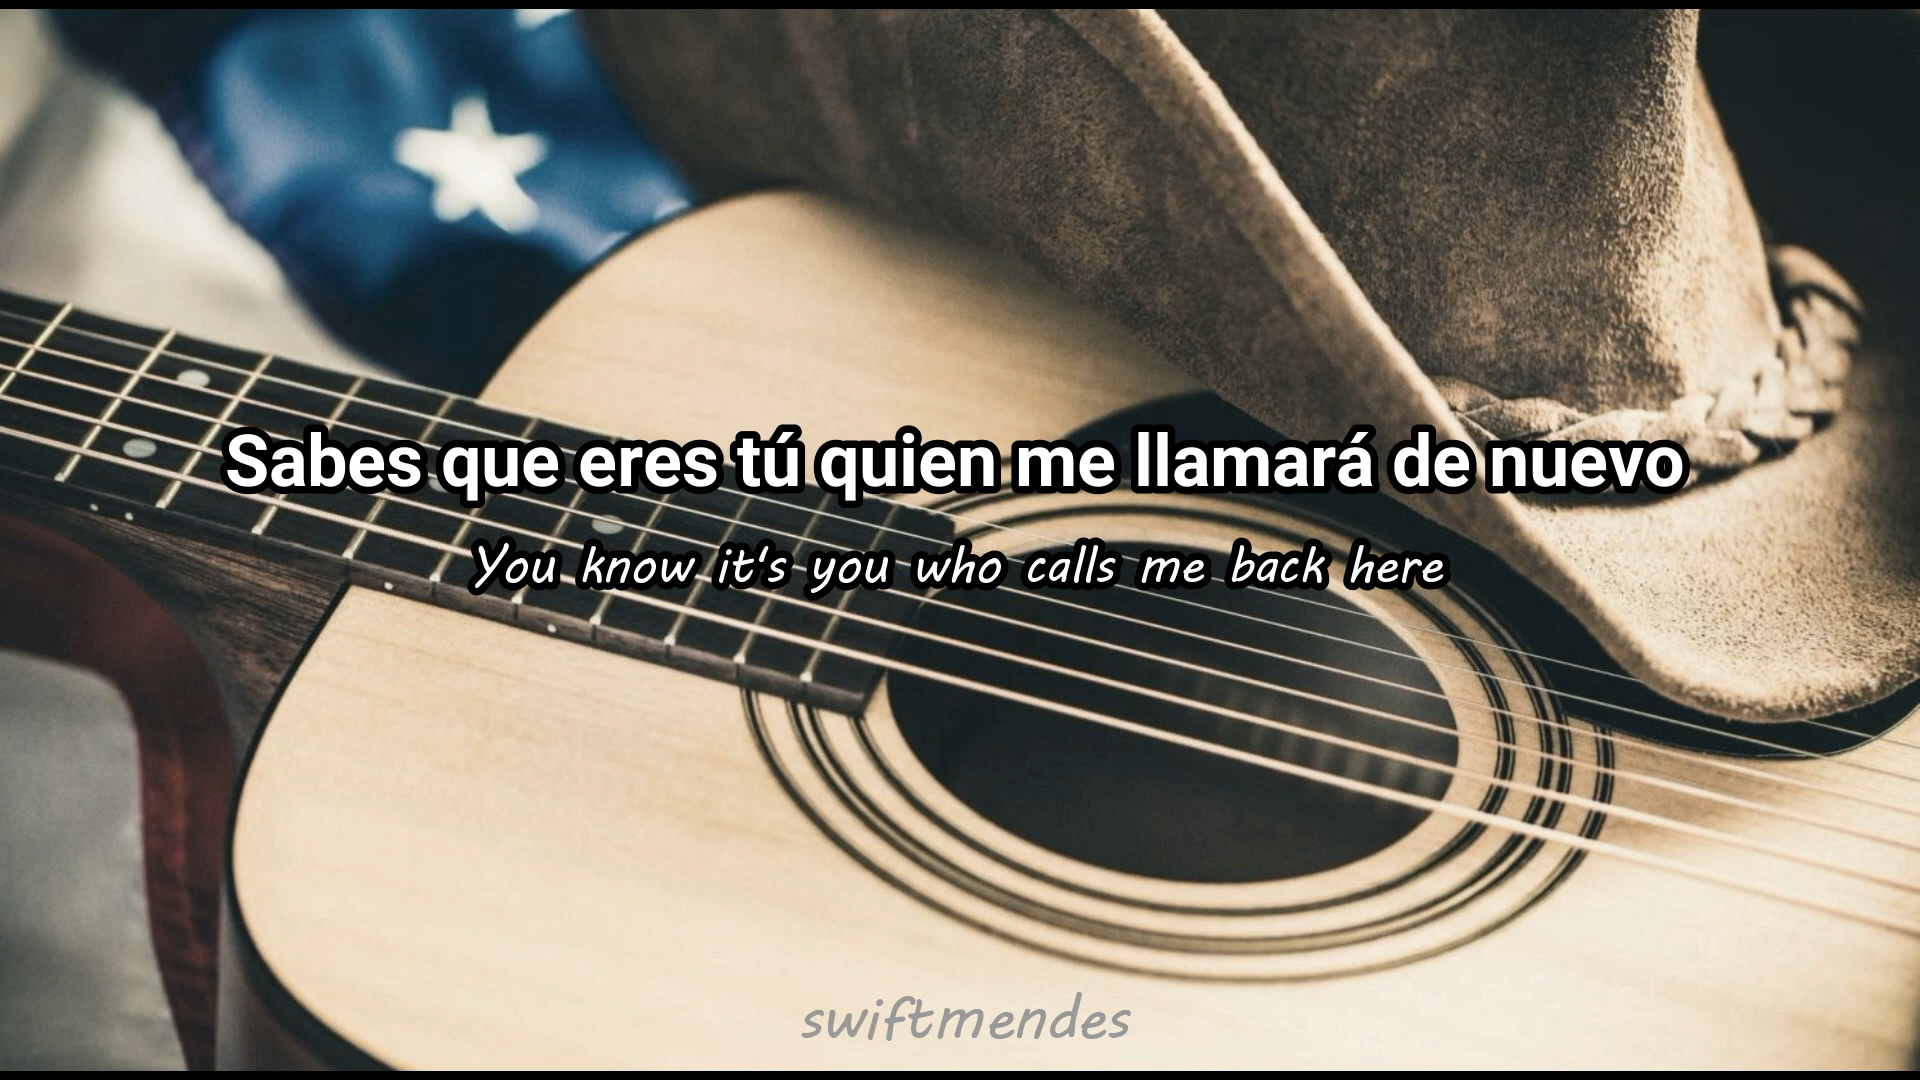 Sabes que eres tú quien me llamará de nuevo
You know it's you who calls me back here
swiftmendes